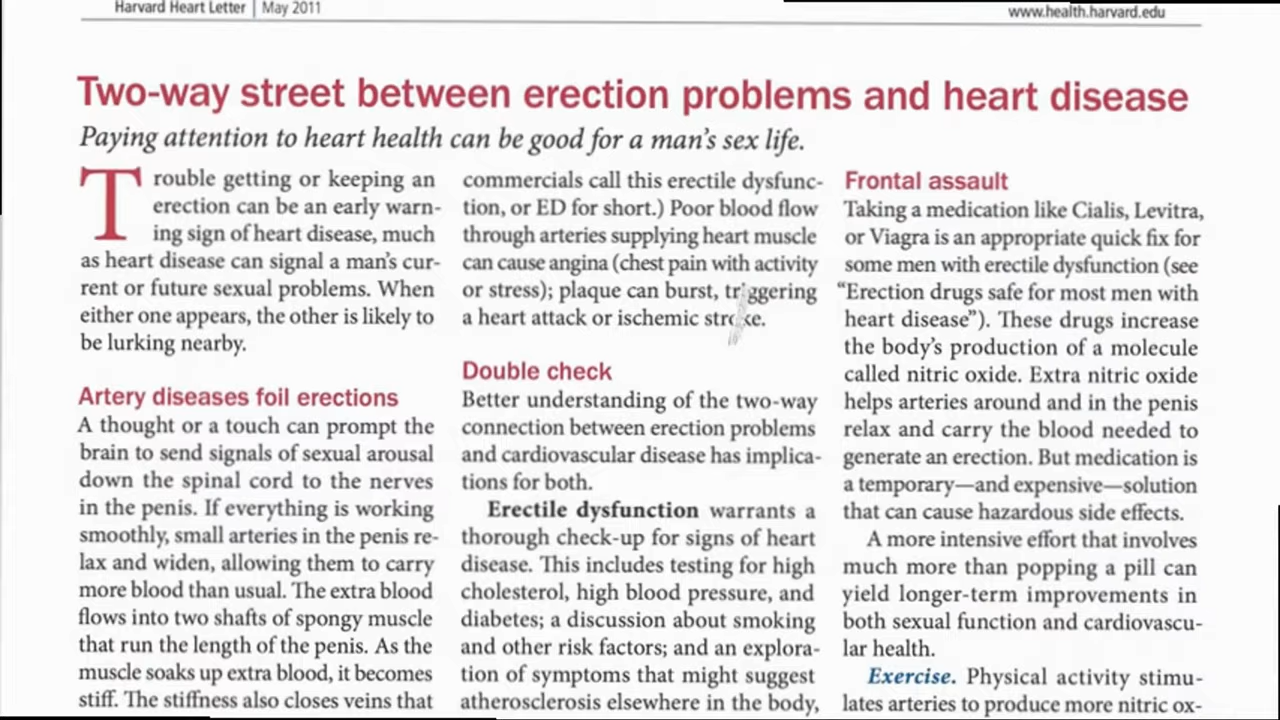 Harvard Heart Letter | May 2011
www.health.harvard.edu
Two-way street between erection problems and heart disease
Paying attention to heart health can be good for a man's sex life.
Trouble getting or keeping an
erection can be an early warn-
ing sign of heart disease, much
as heart disease can signal a man's cur-
rent or future sexual problems. When
either one appears, the other is likely to
be lurking nearby.
Artery diseases foil erections
A thought or a touch can prompt the
brain to send signals of sexual arousal
down the spinal cord to the nerves
in the penis. If everything is working
smoothly, small arteries in the penis re-
lax and widen, allowing them to carry
more blood than usual. The extra blood
flows into two shafts of spongy muscle
that run the length of the penis. As the
muscle soaks up extra blood, it becomes
stiff. The stiffness also closes veins that
commercials call this erectile dysfunc-
tion, or ED for short.) Poor blood flow
through arteries supplying heart muscle
can cause angina (chest pain with activity
or stress); plaque can burst, triggering
a heart attack or ischemic stroke.
Double check
Better understanding of the two-way
connection between erection problems
and cardiovascular disease has implica-
tions for both.
Erectile dysfunction warrants a
thorough check-up for signs of heart
disease. This includes testing for high
cholesterol, high blood pressure, and
diabetes; a discussion about smoking
and other risk factors; and an explora-
tion of symptoms that might suggest
atherosclerosis elsewhere in the body,
Frontal assault
Taking a medication like Cialis, Levitra,
or Viagra is an appropriate quick fix for
some men with erectile dysfunction (see
"Erection drugs safe for most men with
heart disease"). These drugs increase
the body's production of a molecule
called nitric oxide. Extra nitric oxide
helps arteries around and in the penis
relax and carry the blood needed to
generate an erection. But medication is
a temporary—and expensive—solution
that can cause hazardous side effects.
A more intensive effort that involves
much more than popping a pill can
yield longer-term improvements in
both sexual function and cardiovascu-
lar health.
Exercise. Physical activity stimu-
lates arteries to produce more nitric ox-